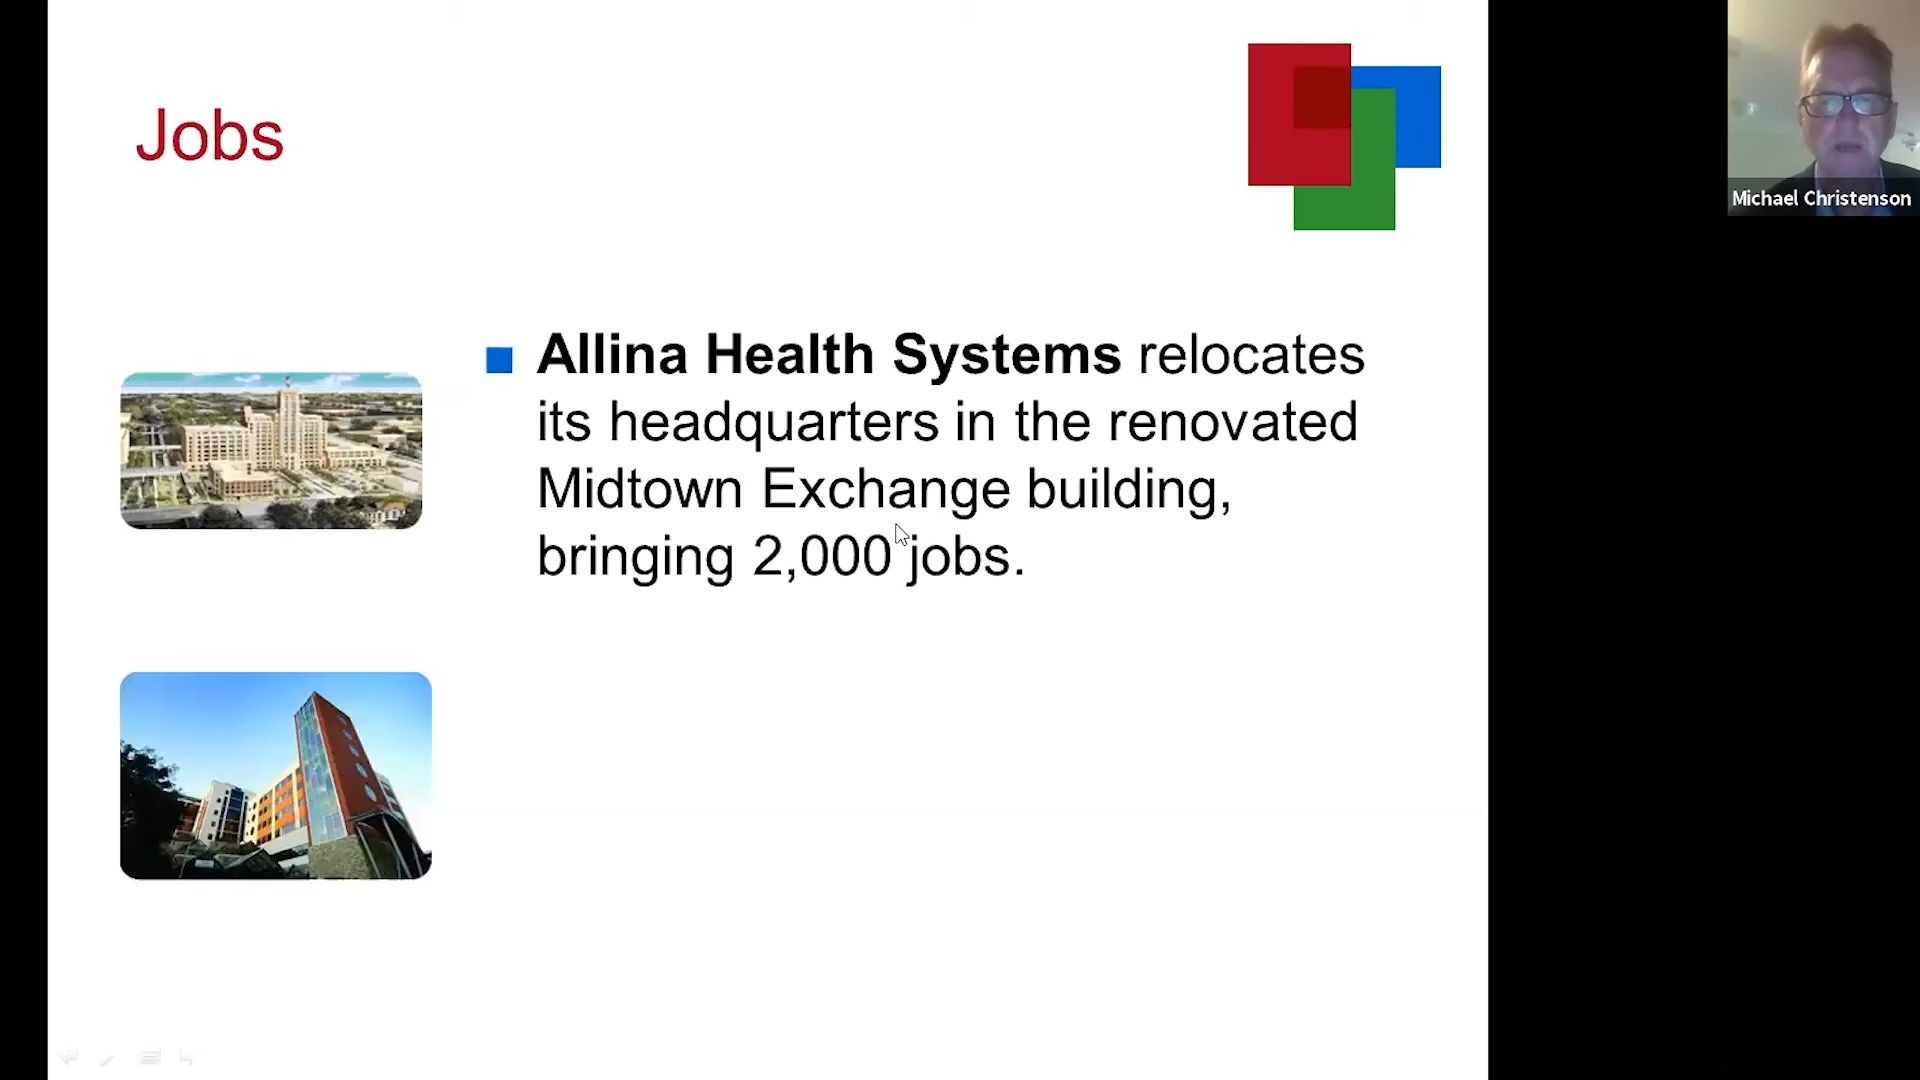 Jobs
Michael Christenson
Allina Health Systems relocates
its headquarters in the renovated
Midtown Exchange building,
bringing 2,000 jobs.